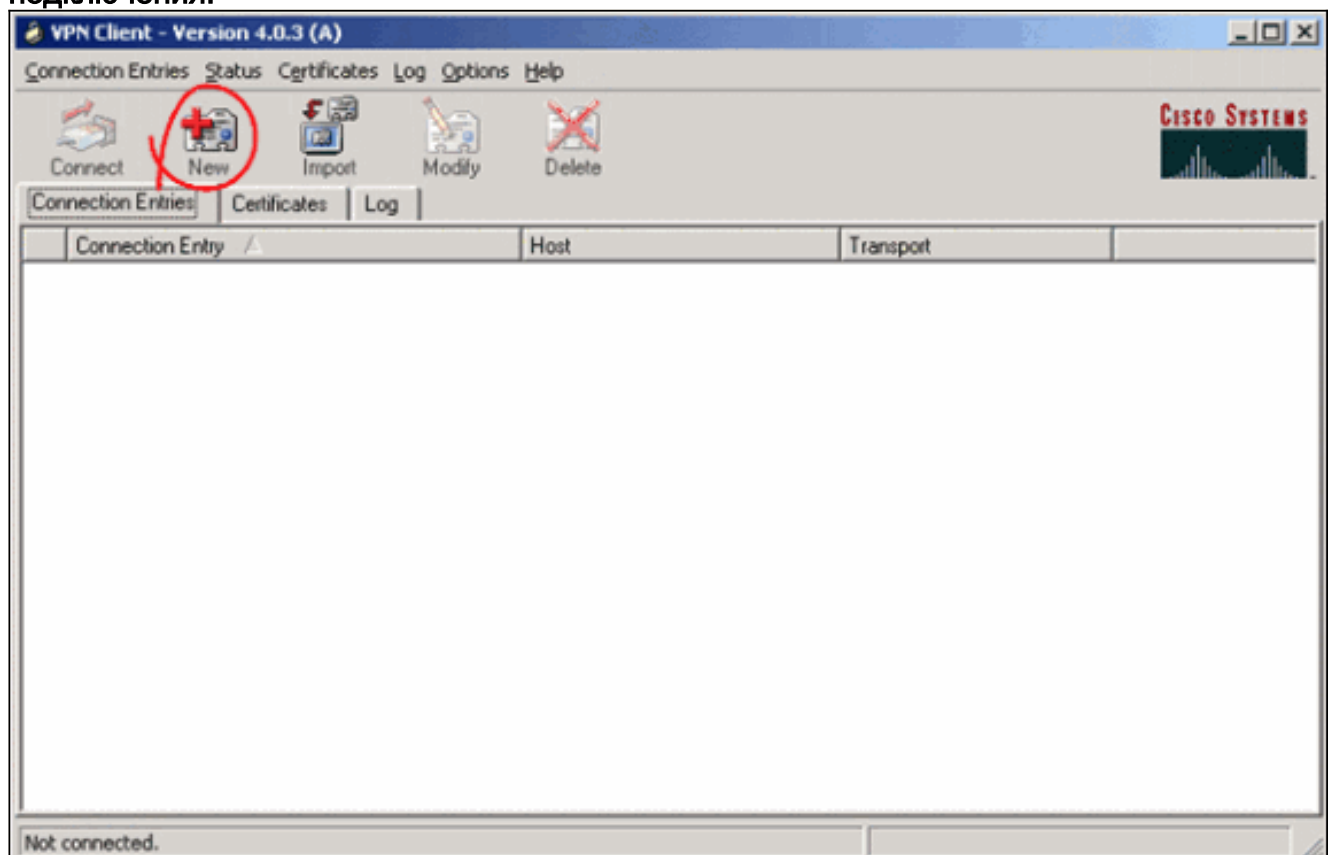 подключения.
VPN Client - Version 4.0.3 (A)
Connection Entries Status Certificates Log Options Help
CISCO SYSTEMS
Connect New Import Modify Delete
Connection Entries Certificates Log
Connection Entry Host Transport
Not connected.